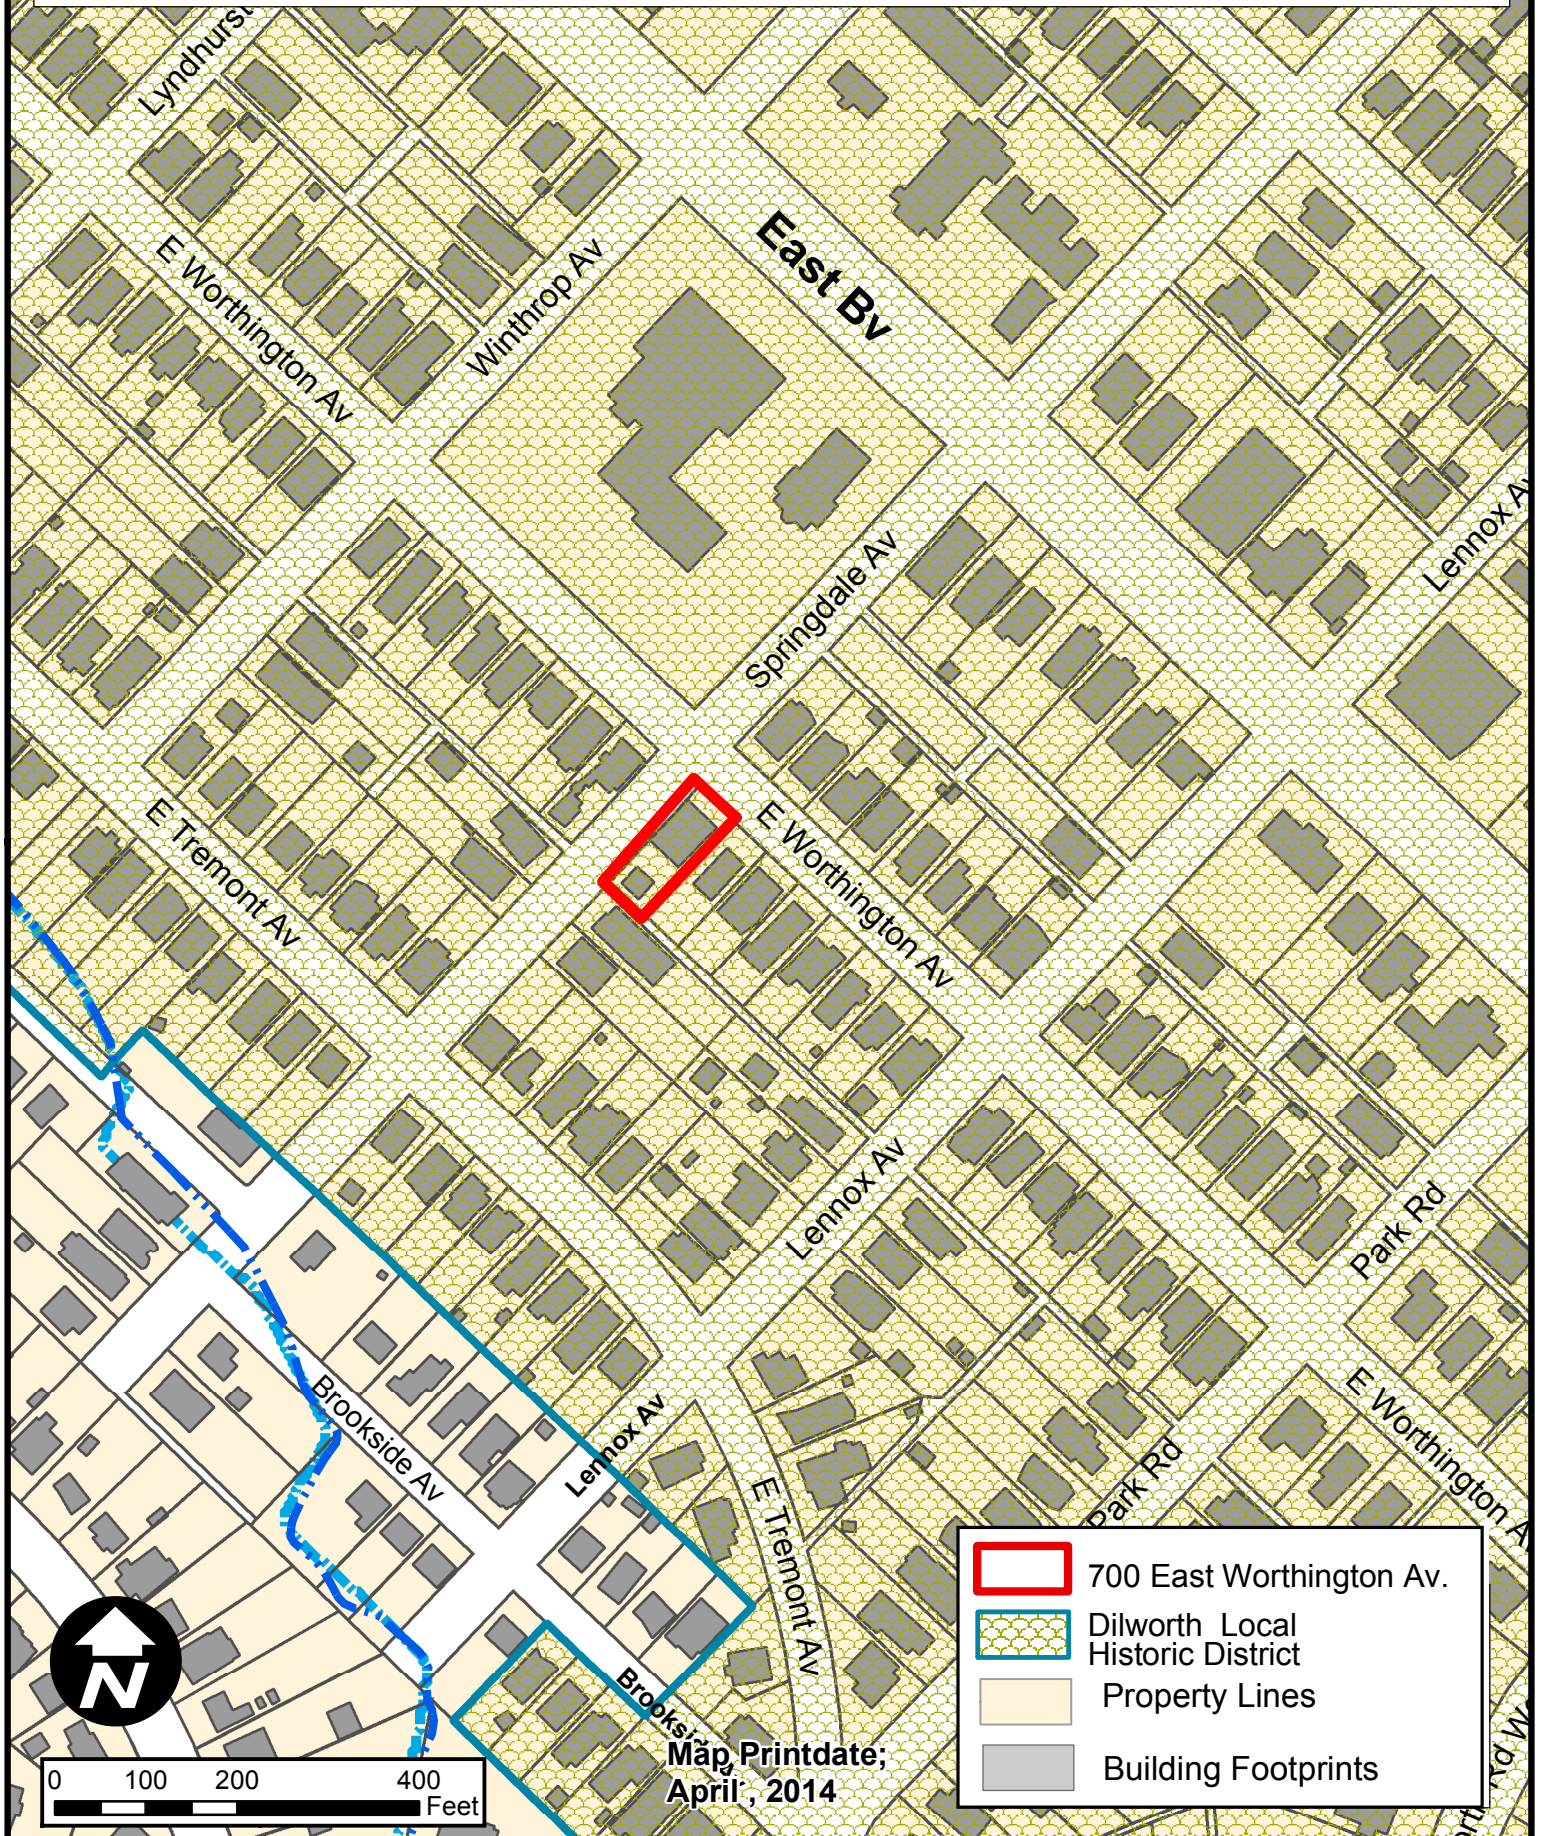 Lyndhurst
E Worthington Av
Winthrop Av
East Bv
Lennox Av
Springdale Av
E Tremont Av
E Worthington Av
Lennox Av
Park Rd
Brookside Av
Lennox Av
E Tremont Av
Park Rd
E Worthington
700 East Worthington Av.
Dilworth Local
Historic District
Property Lines
Building Footprints
N
0 100 200 400
Feet
Map Printdate;
April , 2014
Rd